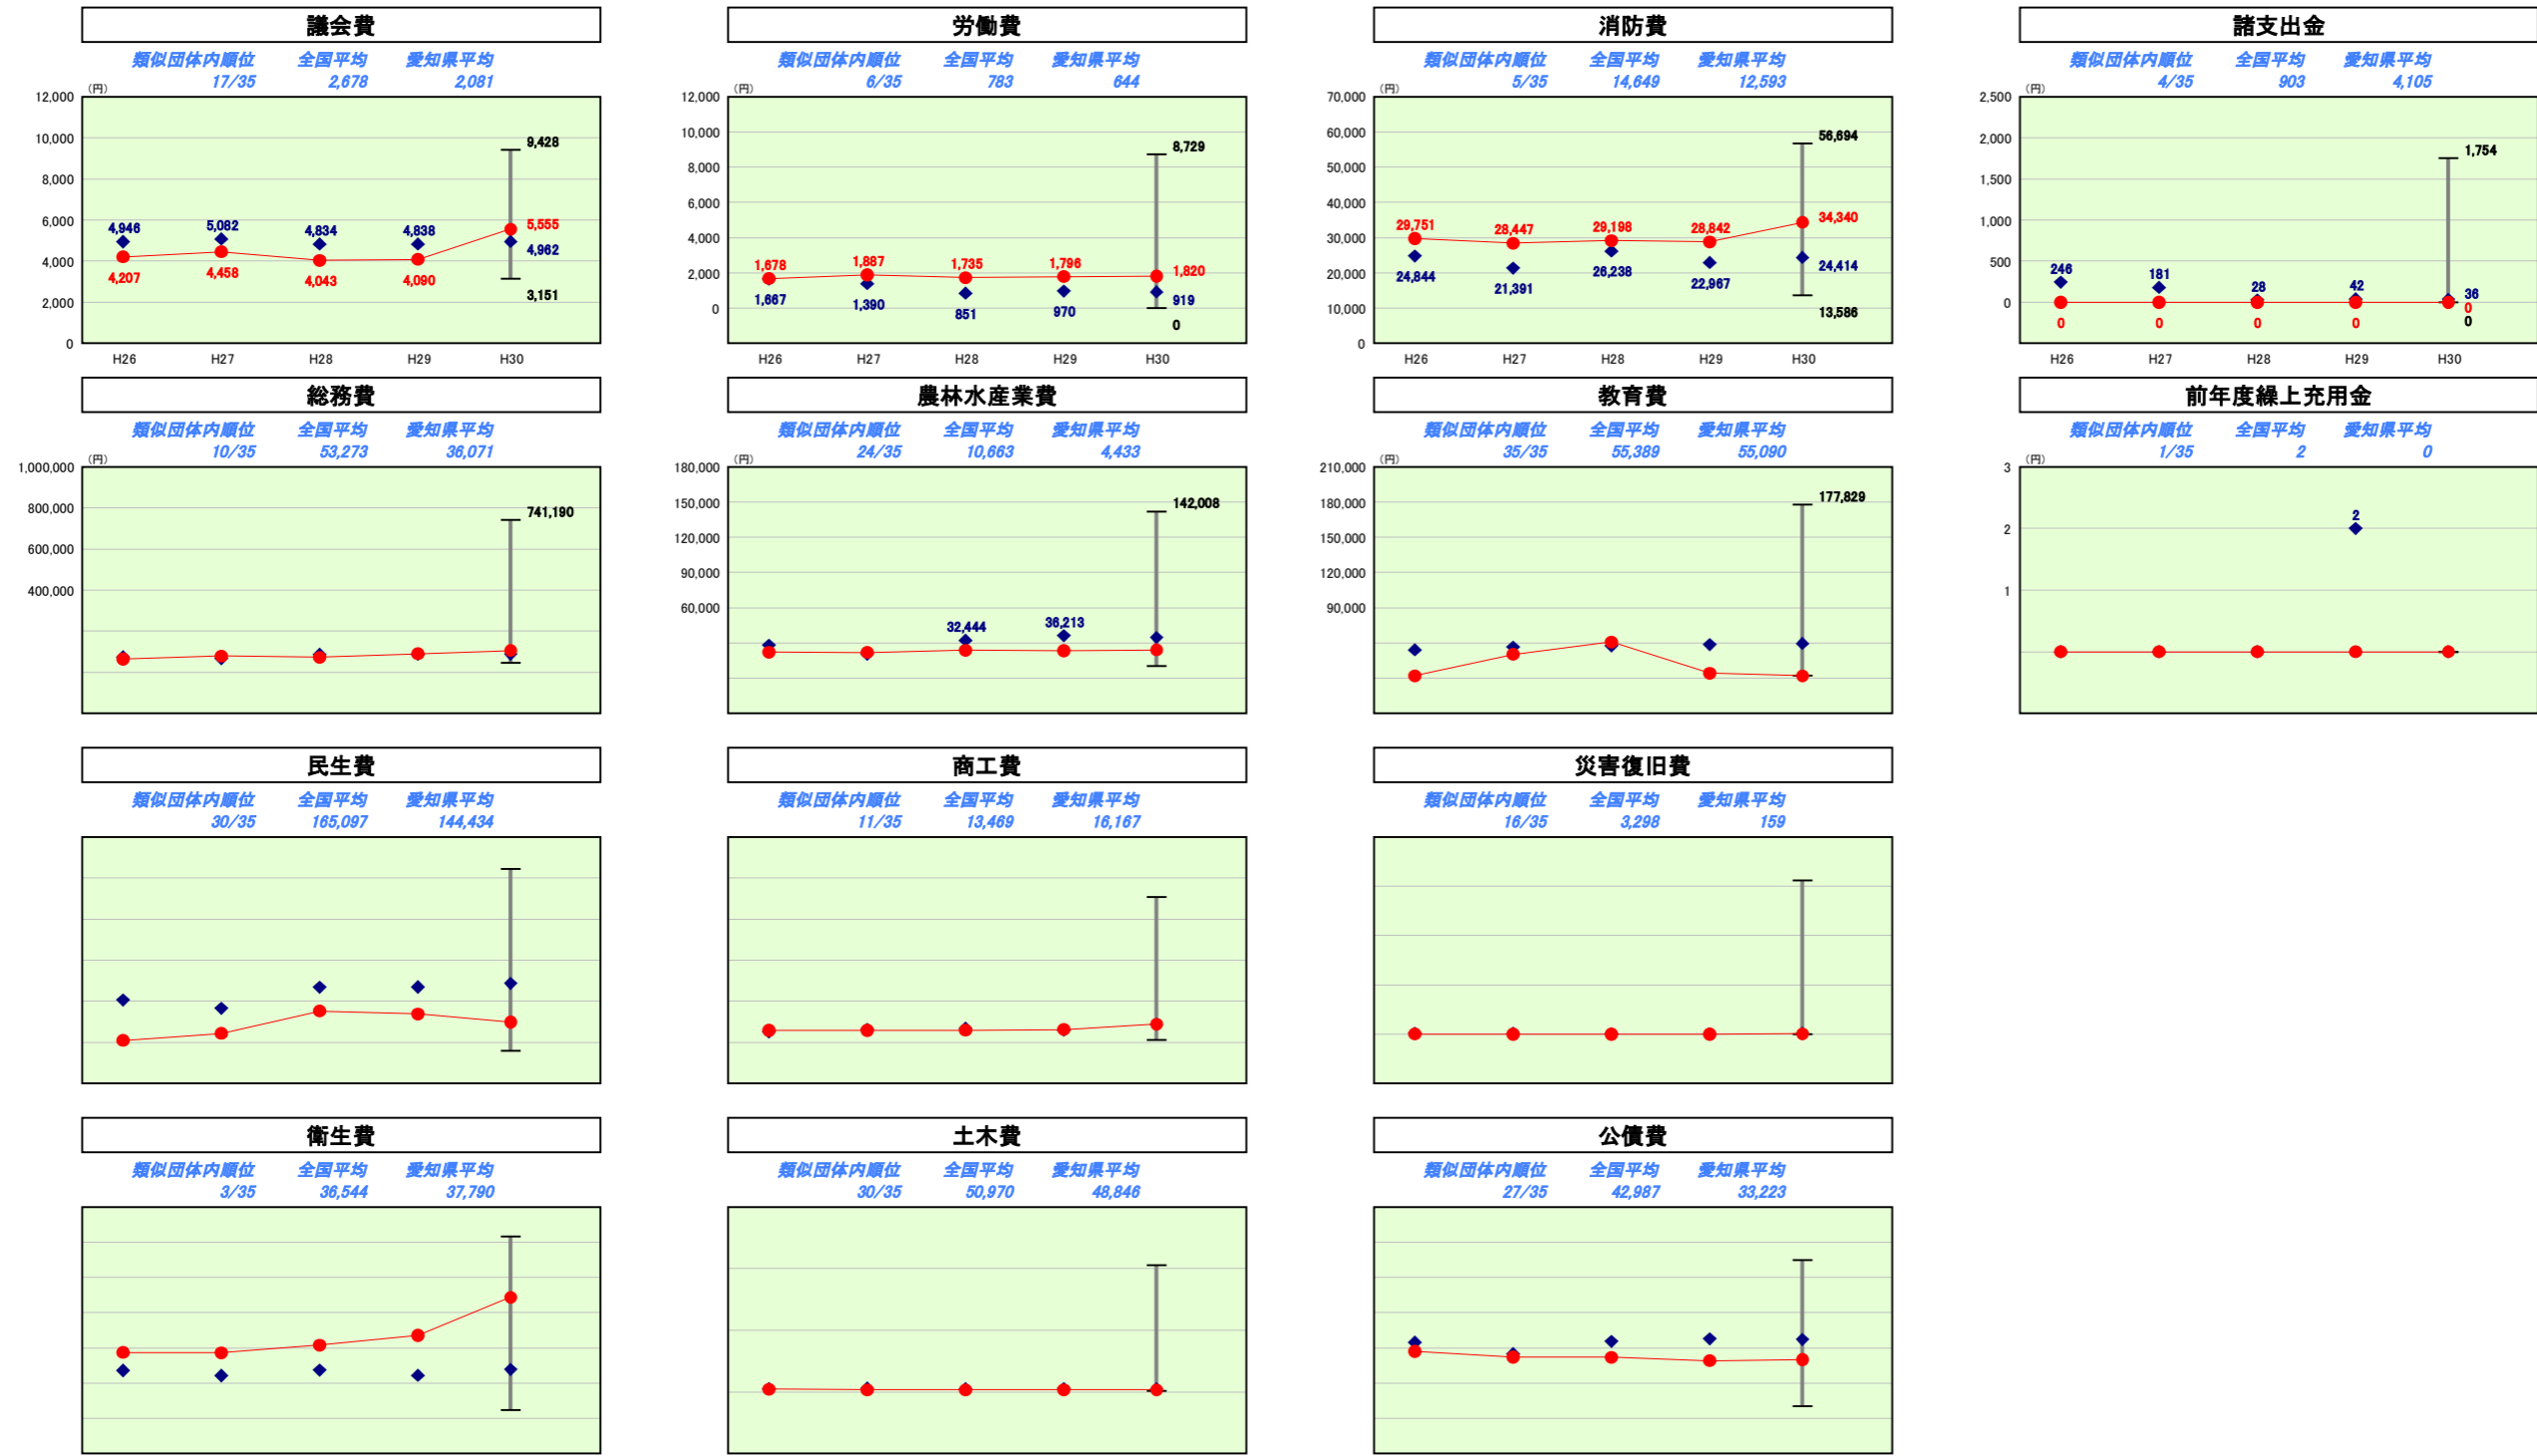 議会費
類似団体内順位 全国平均 愛知県平均
17/35 2,678 2,081
(円)
12,000
10,000
8,000
6,000
4,000
2,000
0
9,428
4,946 5,082 4,834 4,838 5,555
4,962
4,207 4,458 4,043 4,090
3,151
H26 H27 H28 H29 H30
労働費
類似団体内順位 全国平均 愛知県平均
6/35 783 644
(円)
12,000
10,000
8,000
6,000
4,000
2,000
0
8,729
1,678 1,887 1,735 1,796 1,820
1,667 1,390 851 970 919
0
H26 H27 H28 H29 H30
消防費
類似団体内順位 全国平均 愛知県平均
5/35 14,649 12,593
(円)
70,000
60,000
50,000
40,000
30,000
20,000
10,000
0
56,694
29,751 28,447 29,198 28,842 34,340
24,844 21,391 26,238 22,967 24,414
13,586
H26 H27 H28 H29 H30
諸支出金
類似団体内順位 全国平均 愛知県平均
4/35 903 4,105
(円)
2,500
2,000
1,500
1,000
500
0
1,754
246 181 28 42 36
0 0 0 0 0
0
H26 H27 H28 H29 H30
総務費
類似団体内順位 全国平均 愛知県平均
10/35 53,273 36,071
(円)
1,000,000
800,000
600,000
400,000
741,190
農林水産業費
類似団体内順位 全国平均 愛知県平均
24/35 10,663 4,433
(円)
180,000
150,000
120,000
90,000
60,000
142,008
32,444 36,213
教育費
類似団体内順位 全国平均 愛知県平均
35/35 55,389 55,090
(円)
210,000
180,000
150,000
120,000
90,000
177,829
前年度繰上充用金
類似団体内順位 全国平均 愛知県平均
1/35 2 0
(円)
3
2
1
2
民生費
類似団体内順位 全国平均 愛知県平均
30/35 165,097 144,434
商工費
類似団体内順位 全国平均 愛知県平均
11/35 13,469 16,167
災害復旧費
類似団体内順位 全国平均 愛知県平均
16/35 3,298 159
衛生費
類似団体内順位 全国平均 愛知県平均
3/35 36,544 37,790
土木費
類似団体内順位 全国平均 愛知県平均
30/35 50,970 48,846
公債費
類似団体内順位 全国平均 愛知県平均
27/35 42,987 33,223